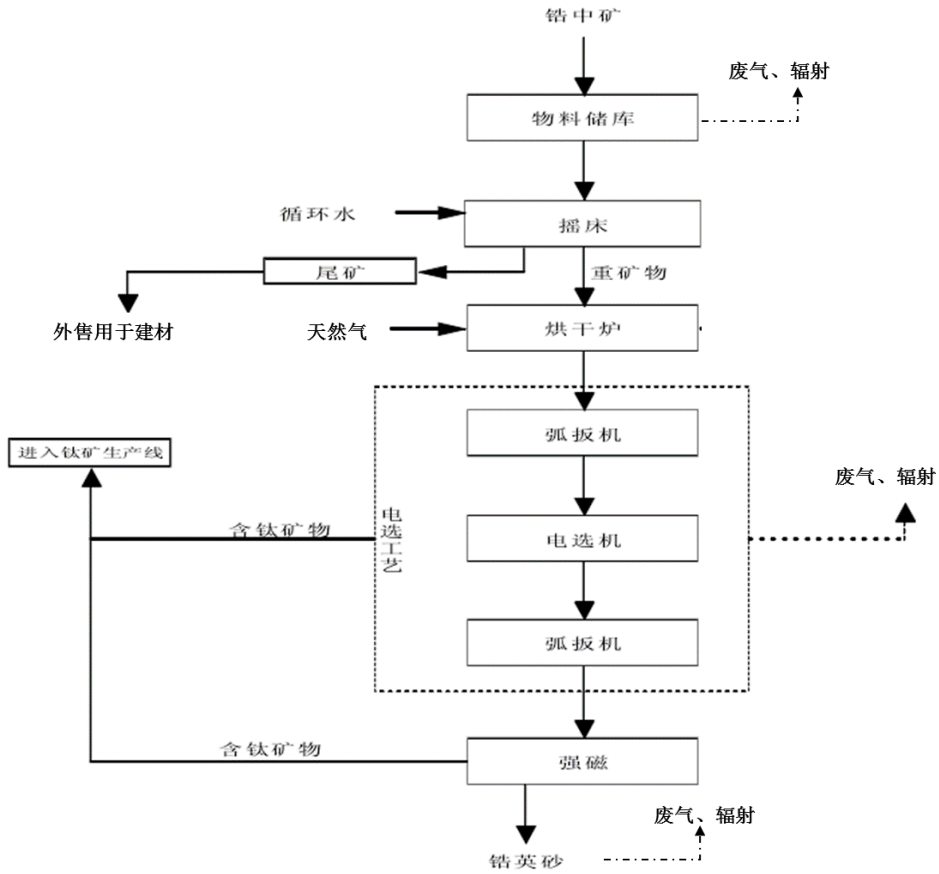 锆中矿
废气、辐射
物料储库
循环水
摇床
尾矿
重矿物
外售用于建材
天然气
烘干炉
弧扳机
进入钛矿生产线
废气、辐射
含钛矿物
电选工艺
电选机
弧扳机
含钛矿物
强磁
废气、辐射
锆英砂